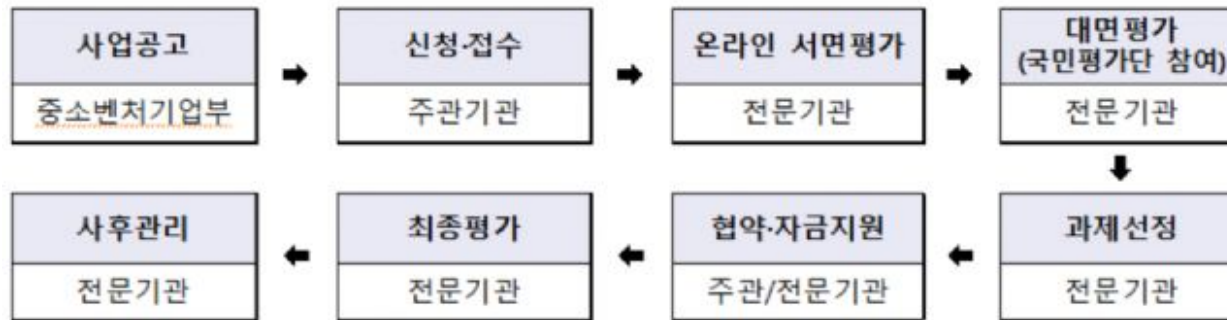 사업공고
중소벤처기업부
신청·접수
주관기관
온라인 서면평가
전문기관
대면평가
(국민평가단 참여)
전문기관
과제선정
전문기관
협약·자금지원
주관/전문기관
최종평가
전문기관
사후관리
전문기관